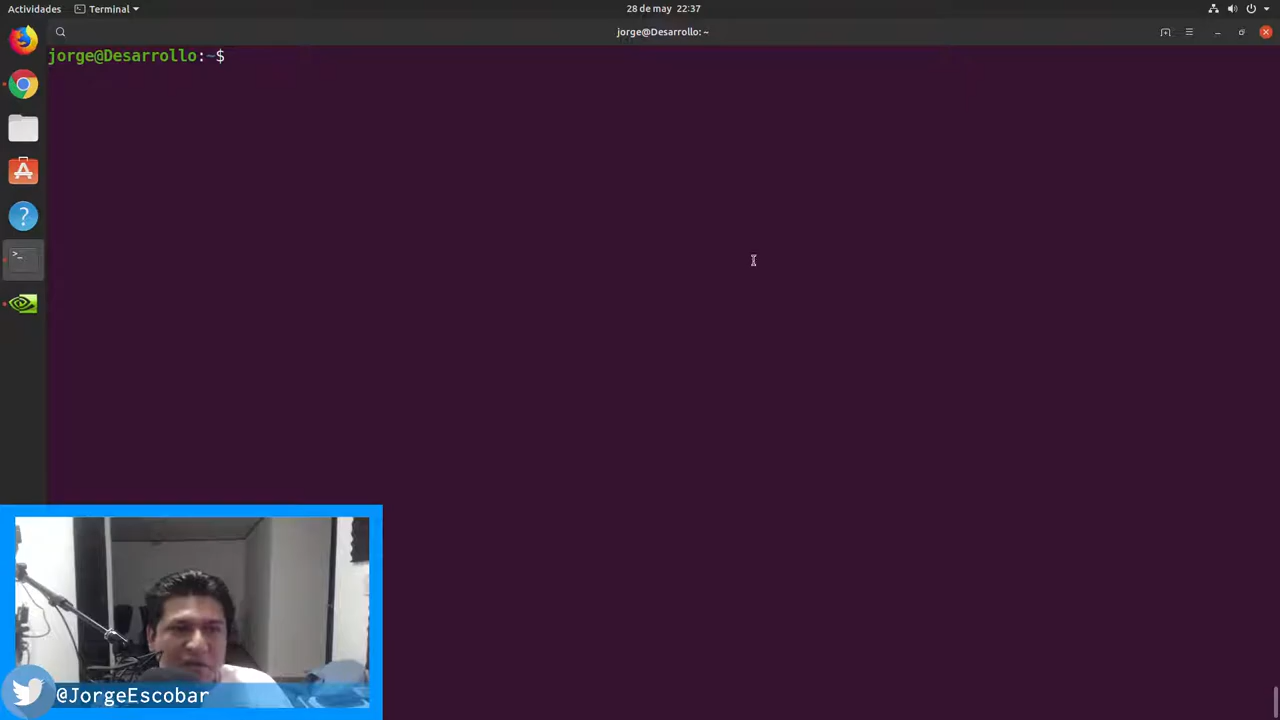 Actividades
Terminal
28 de may 22:37
jorge@Desarrollo: ~
jorge@Desarrollo:~$
@JorgeEscobar